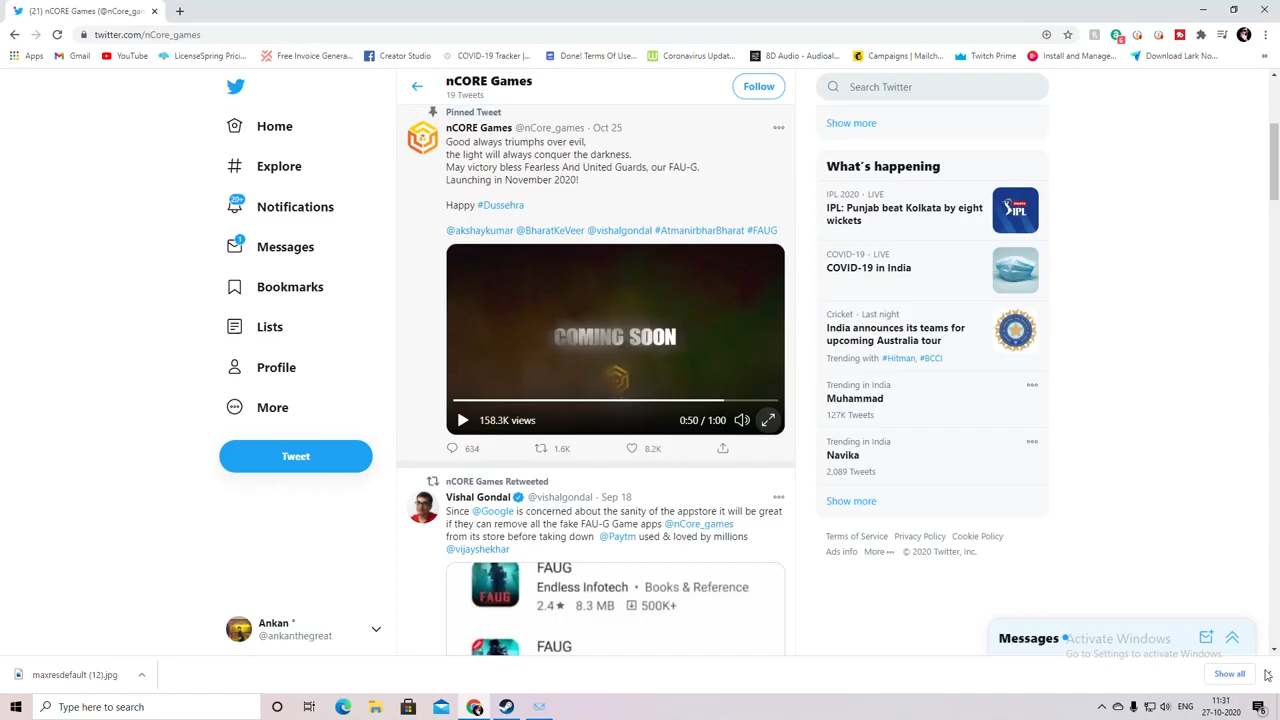 (21) nCORE Games (@nCore_games)
twitter.com/nCore_games
Apps
Gmail
YouTube
LicenseSpring Prici...
Free Invoice Genera...
Creator Studio
COVID-19 Tracker |...
Done! Terms Of Use...
Coronavirus Updat...
8D Audio - Audioal...
Campaigns | Mailch...
Twitch Prime
Install and Manage...
Download Lark No...
»
Home
Explore
20+
Notifications
1
Messages
Bookmarks
Lists
Profile
More
Tweet
Ankan °
@ankanthegreat
nCORE Games
19 Tweets
Follow
Pinned Tweet
nCORE Games @nCore_games · Oct 25
Good always triumphs over evil,
the light will always conquer the darkness.
May victory bless Fearless And United Guards, our FAU-G.
Launching in November 2020!
Happy #Dussehra
@akshaykumar @BharatKeVeer @vishalgondal #AtmanirbharBharat #FAUG
COMING SOON
158.3K views
0:50 / 1:00
634
1.6K
8.2K
nCORE Games Retweeted
Vishal Gondal @vishalgondal · Sep 18
Since @Google is concerned about the sanity of the appstore it will be great
if they can remove all the fake FAU-G Game apps @nCore_games
from its store before taking down @Paytm used & loved by millions
@vijayshekhar
FAUG
FAUG
Endless Infotech • Books & Reference
2.4★ 8.3 MB 500K+
FAUG
Search Twitter
Show more
What's happening
IPL 2020 · LIVE
IPL: Punjab beat Kolkata by eight
wickets
IPL
COVID-19 · LIVE
COVID-19 in India
Cricket · Last night
India announces its teams for
upcoming Australia tour
Trending with #Hitman, #BCCI
Trending in India
Muhammad
127K Tweets
Trending in India
Navika
2,089 Tweets
Show more
Terms of Service Privacy Policy Cookie Policy
Ads info More ••• © 2020 Twitter, Inc.
Messages
Activate Windows
Go to Settings to activate Windows.
maxresdefault (12).jpg
Show all
Type here to search
ENG
11:31
27-10-2020
6